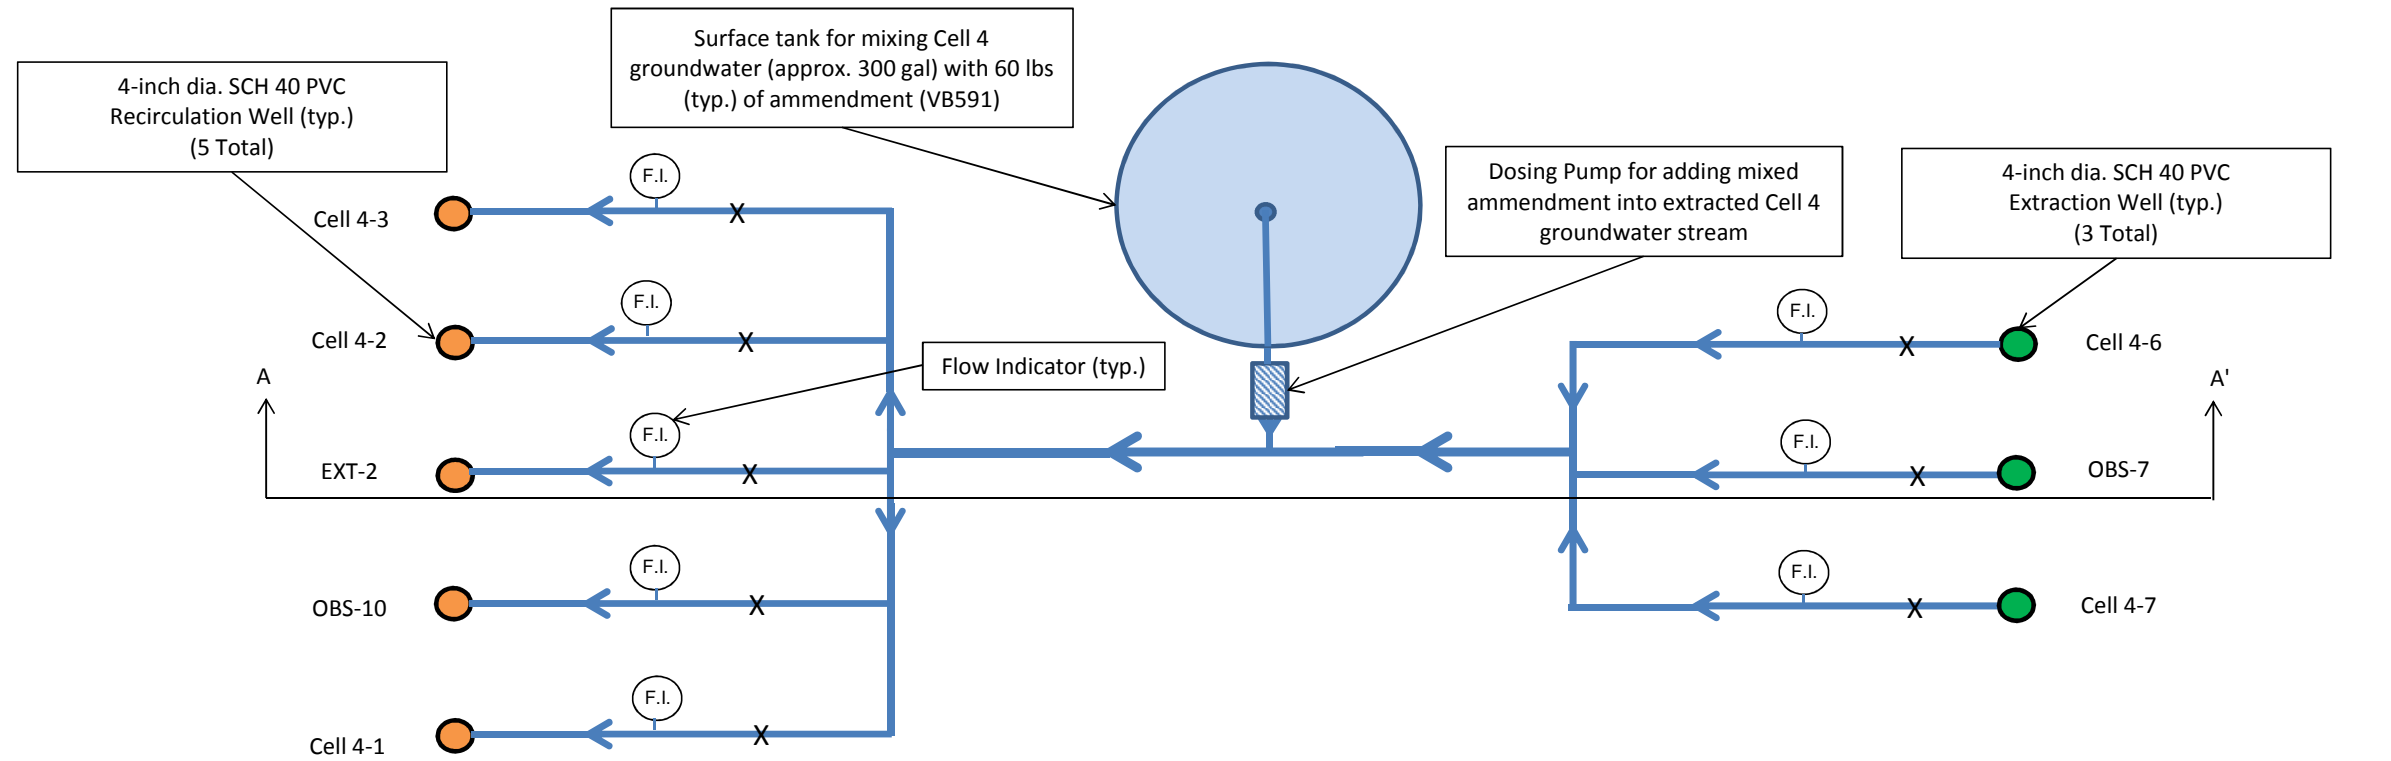 Surface tank for mixing Cell 4
groundwater (approx. 300 gal) with 60 lbs
(typ.) of ammendment (VB591)
4-inch dia. SCH 40 PVC
Recirculation Well (typ.)
(5 Total)
Dosing Pump for adding mixed
ammendment into extracted Cell 4
groundwater stream
4-inch dia. SCH 40 PVC
Extraction Well (typ.)
(3 Total)
F.I.
X
Cell 4-3
F.I.
X
Cell 4-2
F.I.
X
Cell 4-6
Flow Indicator (typ.)
A
A'
F.I.
X
EXT-2
F.I.
X
OBS-7
F.I.
X
OBS-10
F.I.
X
Cell 4-7
F.I.
X
Cell 4-1